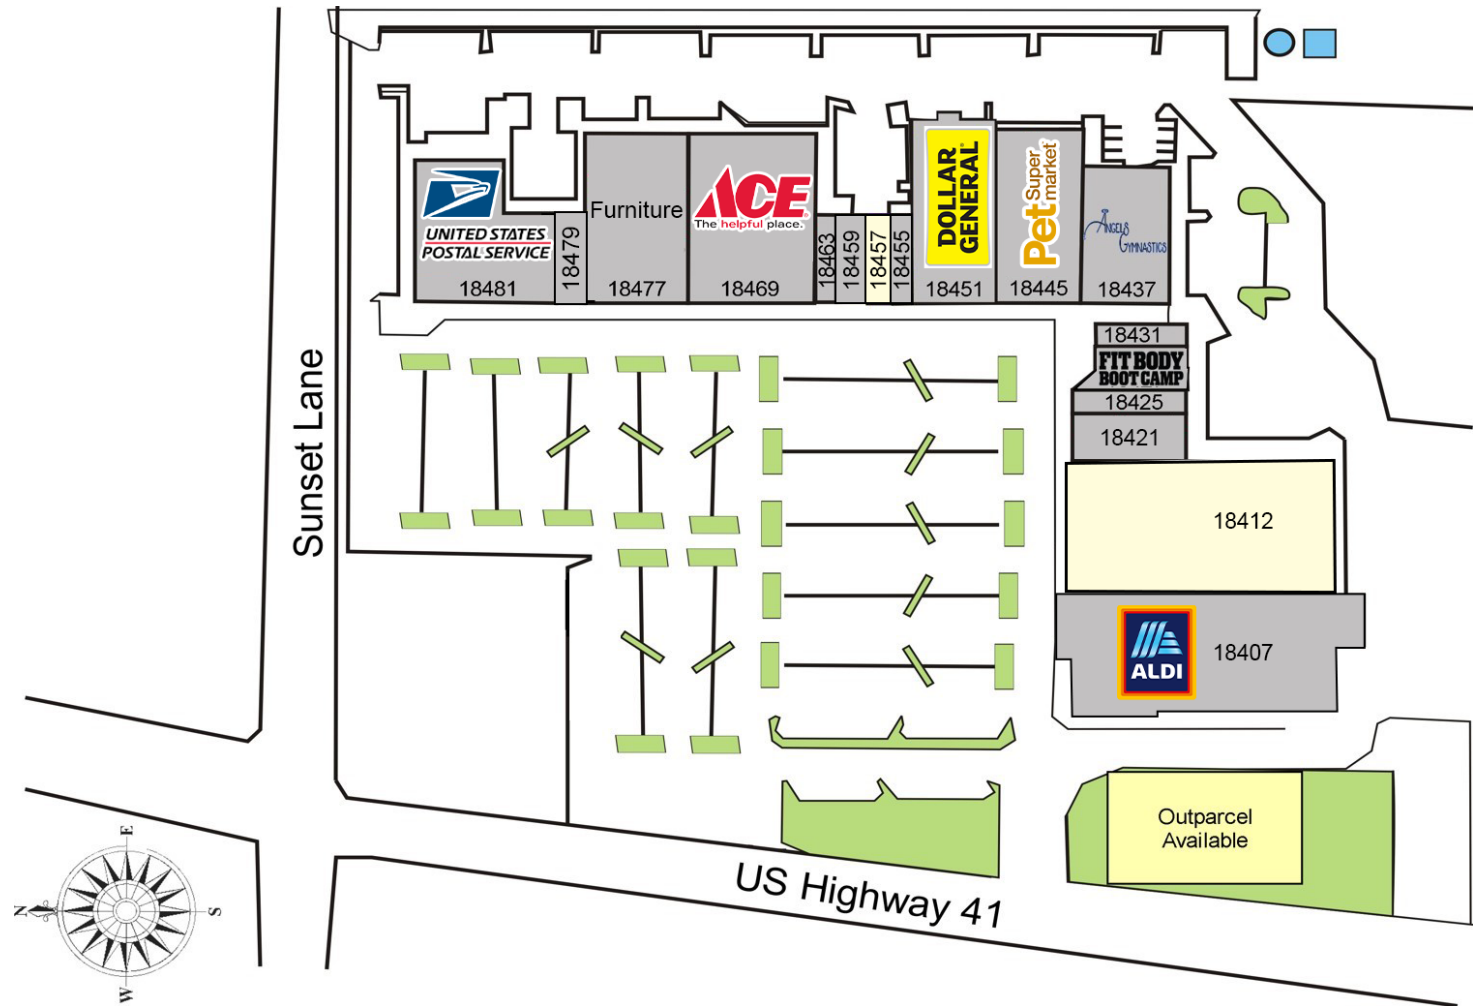 UNITED STATES
POSTAL SERVICE
18481
18479
Furniture
18477
ACE
The helpful place.
18469
18463
18459
18457
18455
DOLLAR
GENERAL
18451
Pet Super
market
18445
ANGELS
GYMNASTICS
18437
18431
FIT BODY
BOOT CAMP
18425
18421
18412
ALDI
18407
Sunset Lane
Outparcel
Available
US Highway 41
E
N
S
W